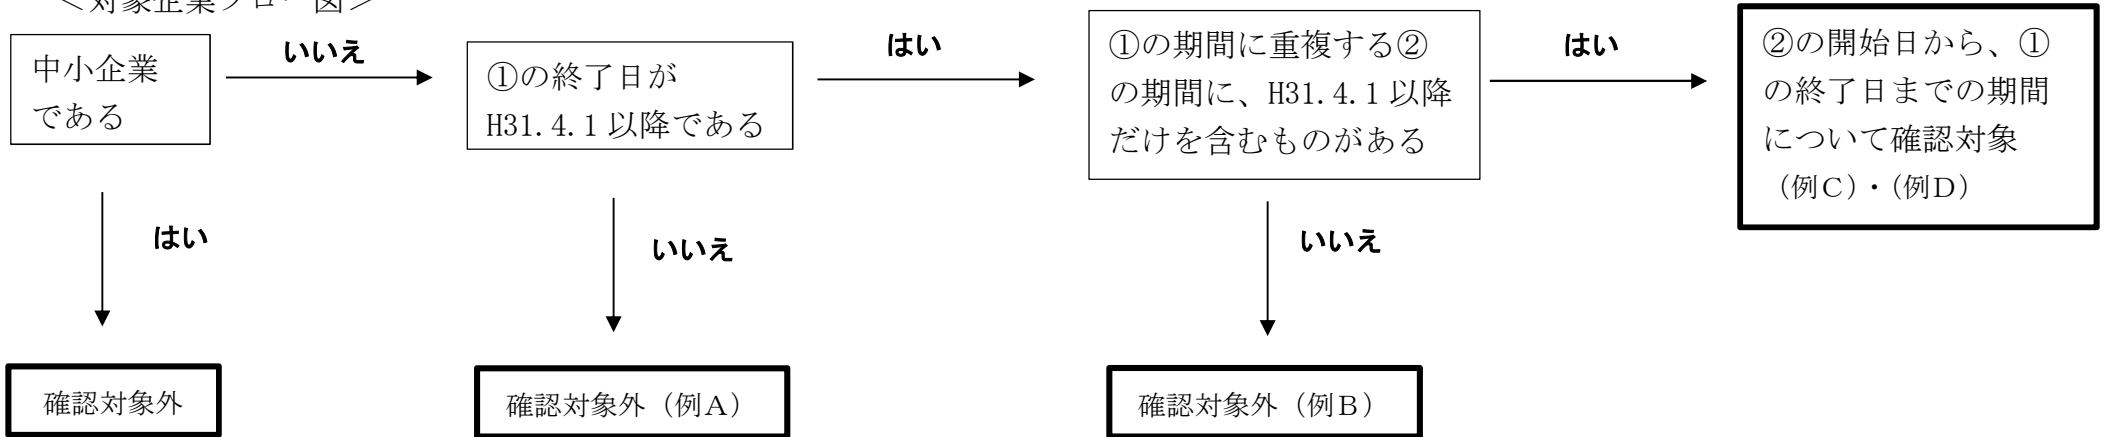 ＜対象企業フロー図＞
中小企業
である
いいえ
①の終了日が
H31.4.1以降である
はい
①の期間に重複する②
の期間に、H31.4.1以降
だけを含むものがある
はい
②の開始日から、①
の終了日までの期間
について確認対象
（例Ｃ）・（例Ｄ）
はい
いいえ
いいえ
確認対象外
確認対象外（例Ａ）
確認対象外（例Ｂ）